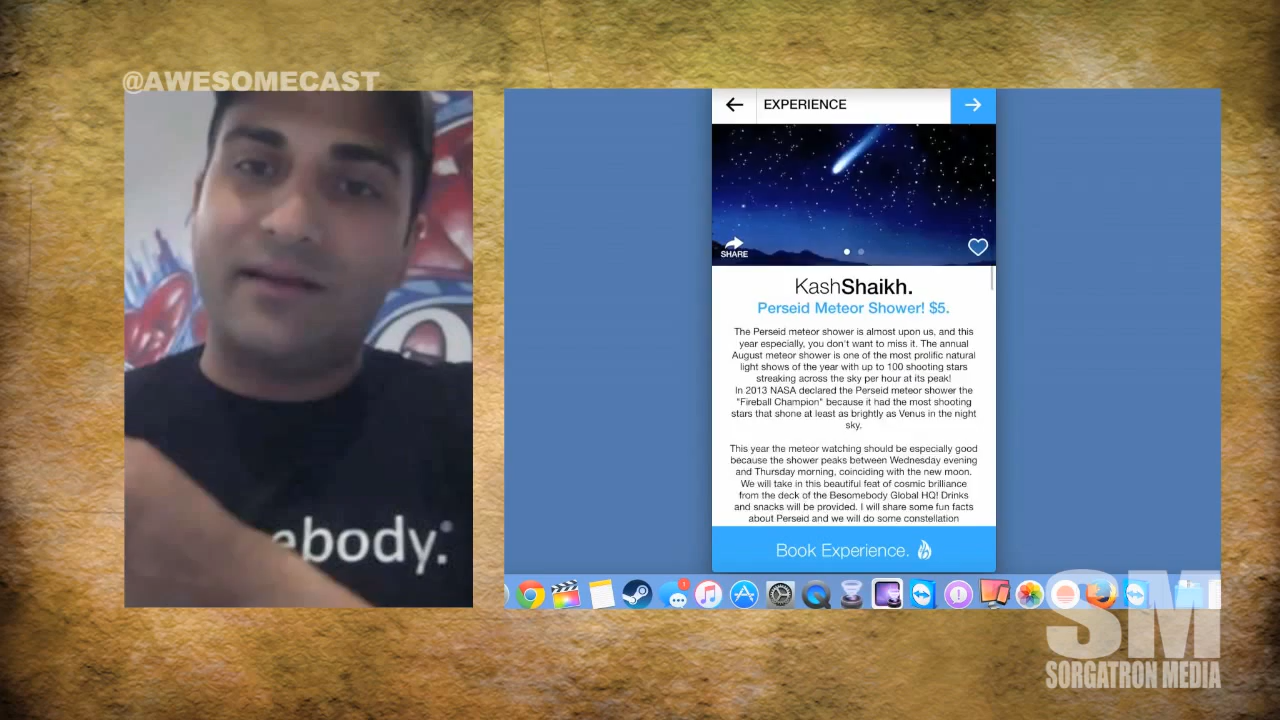 @AWESOMECAST
EXPERIENCE
SHARE
KashShaikh.
Perseid Meteor Shower! $5.
The Perseid meteor shower is almost upon us, and this
year especially, you don't want to miss it. The annual
August meteor shower is one of the most prolific natural
light shows of the year with up to 100 shooting stars
streaking across the sky per hour at its peak!
In 2013 NASA declared the Perseid meteor shower the
"Fireball Champion" because it had the most shooting
stars that shone at least as brightly as Venus in the night
sky.
This year the meteor watching should be especially good
because the shower peaks between Wednesday evening
and Thursday morning, coinciding with the new moon.
We will take in this beautiful feat of cosmic brilliance
from the deck of the Besomebody Global HQ! Drinks
and snacks will be provided. I will share some fun facts
about Perseid and we will do some constellation
Book Experience.
ebody.
SM
SORGATRON MEDIA